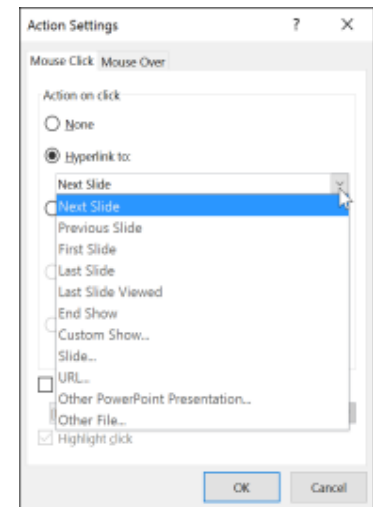 Action Settings ? ×
Mouse Click Mouse Over
Action on click
None
Hyperlink to:
Next Slide
Next Slide
Previous Slide
First Slide
Last Slide
Last Slide Viewed
End Show
Custom Show...
Slide...
URL...
Other PowerPoint Presentation...
Other File...
Highlight click
OK Cancel